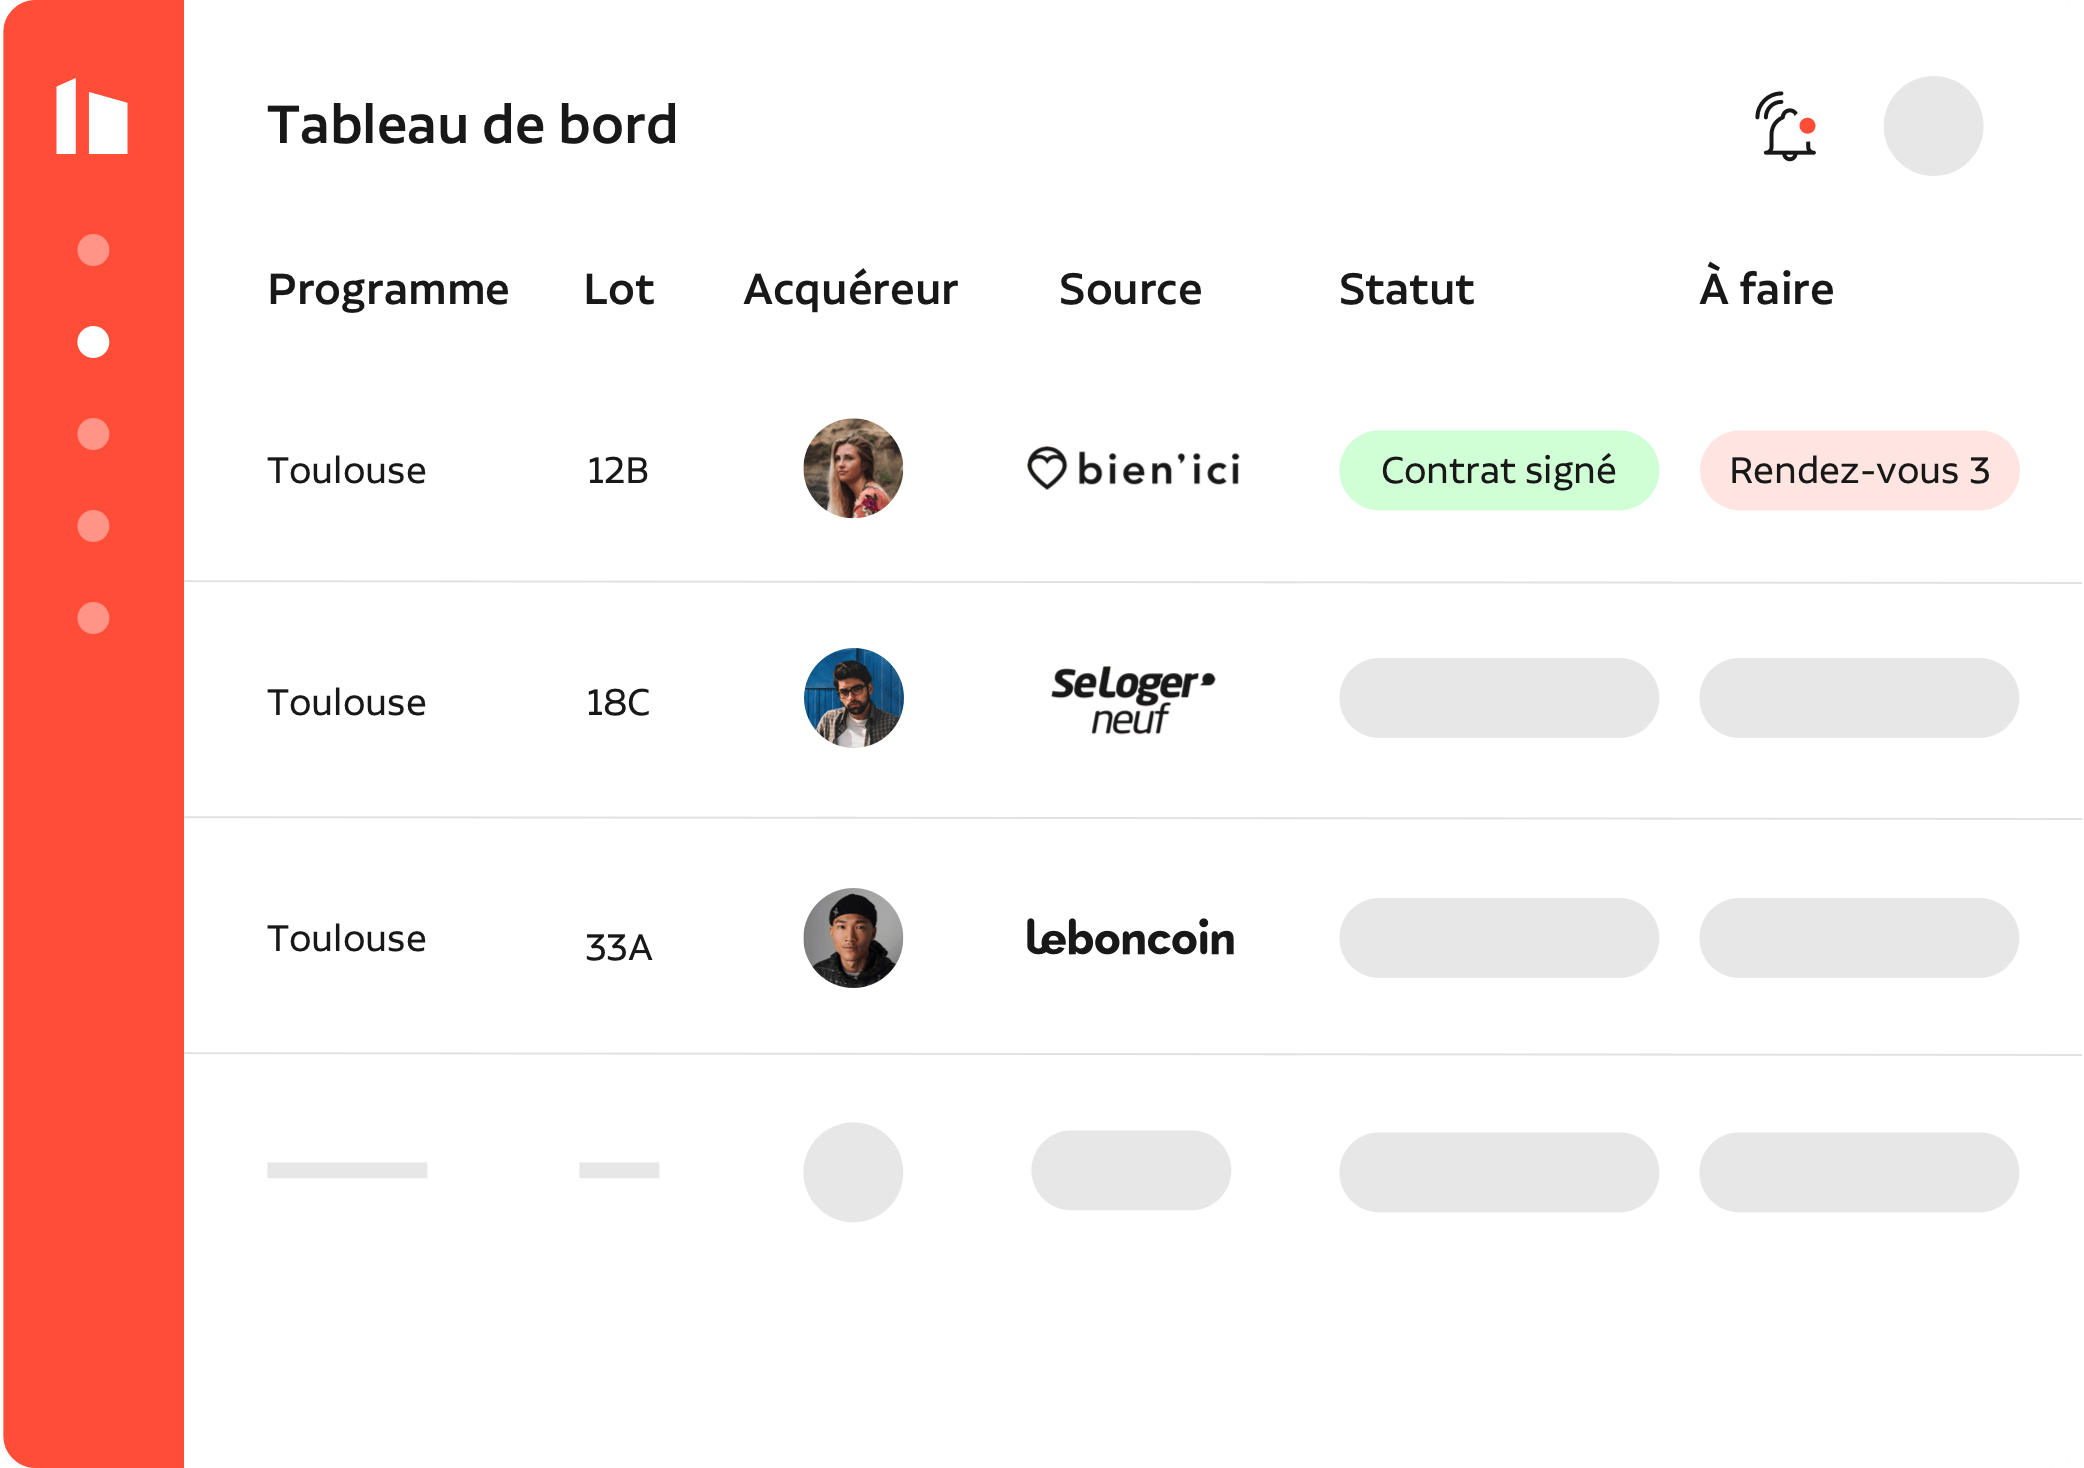 Tableau de bord
Programme Lot Acquéreur Source Statut À faire
Toulouse 12B bien'ici Contrat signé Rendez-vous 3
Toulouse 18C SeLoger neuf
Toulouse 33A leboncoin